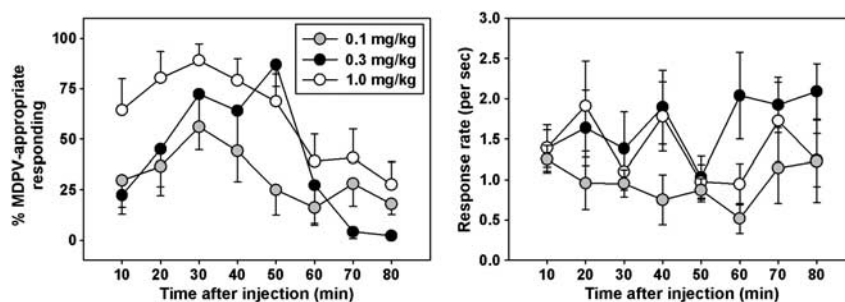 % MDPV-appropriate
responding
100
75
50
25
0
0.1 mg/kg
0.3 mg/kg
1.0 mg/kg
10 20 30 40 50 60 70 80
Time after injection (min)
Response rate (per sec)
3.0
2.5
2.0
1.5
1.0
0.5
0.0
10 20 30 40 50 60 70 80
Time after injection (min)